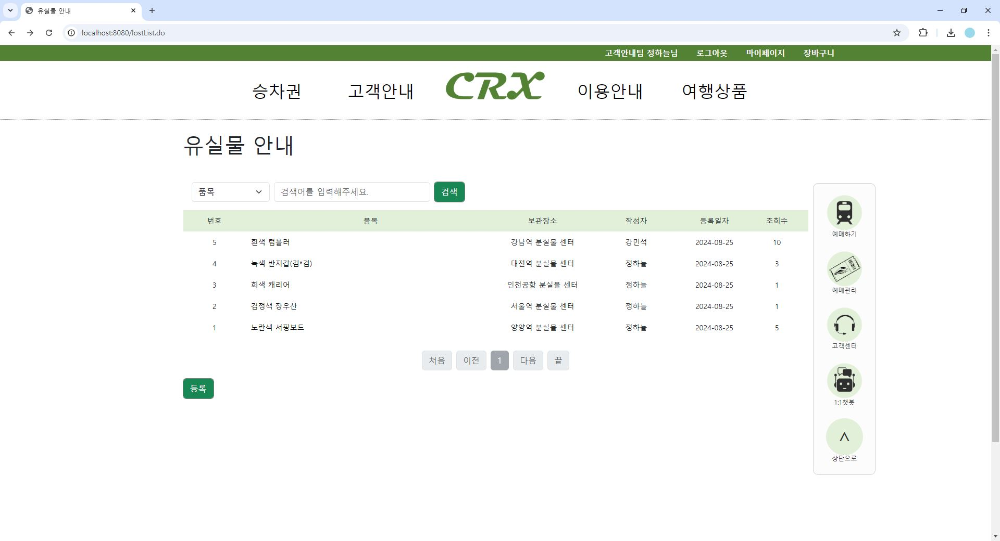 유실물 안내
localhost:8080/lostList.do
고객안내팀 정하늘님 로그아웃 마이페이지 장바구니
승차권 고객안내 CRX 이용안내 여행상품
유실물 안내
품목 검색어를 입력해주세요. 검색
번호 품목 보관장소 작성자 등록일자 조회수
5 흰색 텀블러 강남역 분실물 센터 강민석 2024-08-25 10
4 녹색 반지갑(김*겸) 대전역 분실물 센터 정하늘 2024-08-25 3
3 회색 캐리어 인천공항 분실물 센터 정하늘 2024-08-25 1
2 검정색 장우산 서울역 분실물 센터 정하늘 2024-08-25 1
1 노란색 서핑보드 양양역 분실물 센터 정하늘 2024-08-25 5
처음 이전 1 다음 끝
등록
예매하기
예매관리
고객센터
1:1챗봇
상단으로